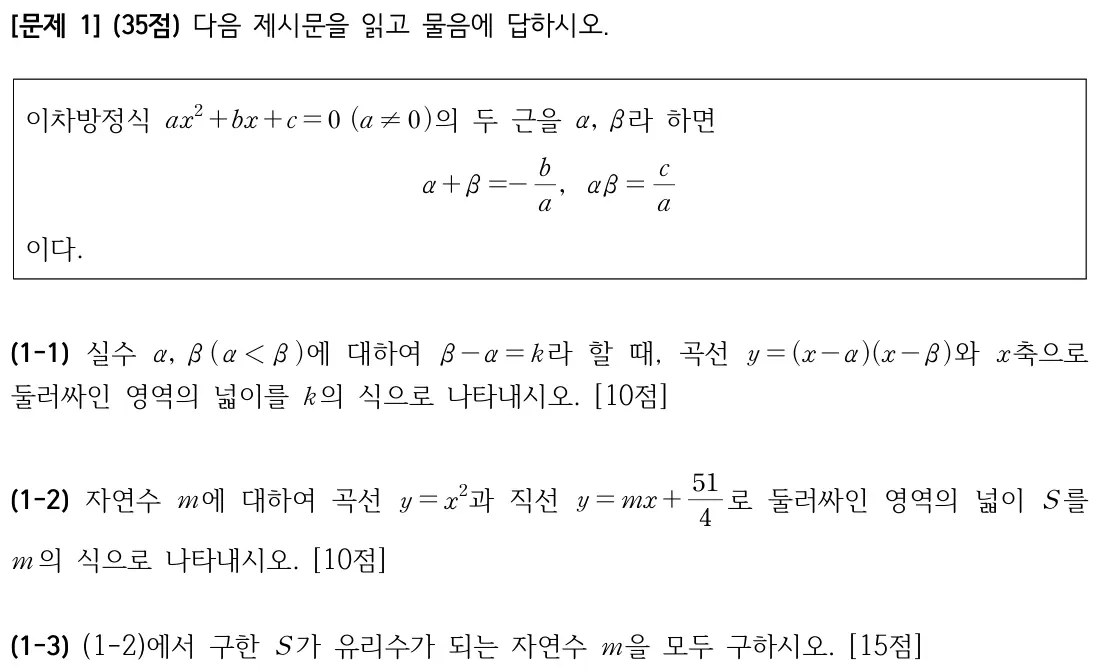 [문제 1] (35점) 다음 제시문을 읽고 물음에 답하시오.
이차방정식 ax²+bx+c=0 (a≠0)의 두 근을 α, β라 하면
α+β=-b/a, αβ=c/a
이다.
(1-1) 실수 α, β(α<β)에 대하여 β-α=k라 할 때, 곡선 y=(x-α)(x-β)와 x축으로
둘러싸인 영역의 넓이를 k의 식으로 나타내시오. [10점]
(1-2) 자연수 m에 대하여 곡선 y=x²과 직선 y=mx+51/4로 둘러싸인 영역의 넓이 S를
m의 식으로 나타내시오. [10점]
(1-3) (1-2)에서 구한 S가 유리수가 되는 자연수 m을 모두 구하시오. [15점]